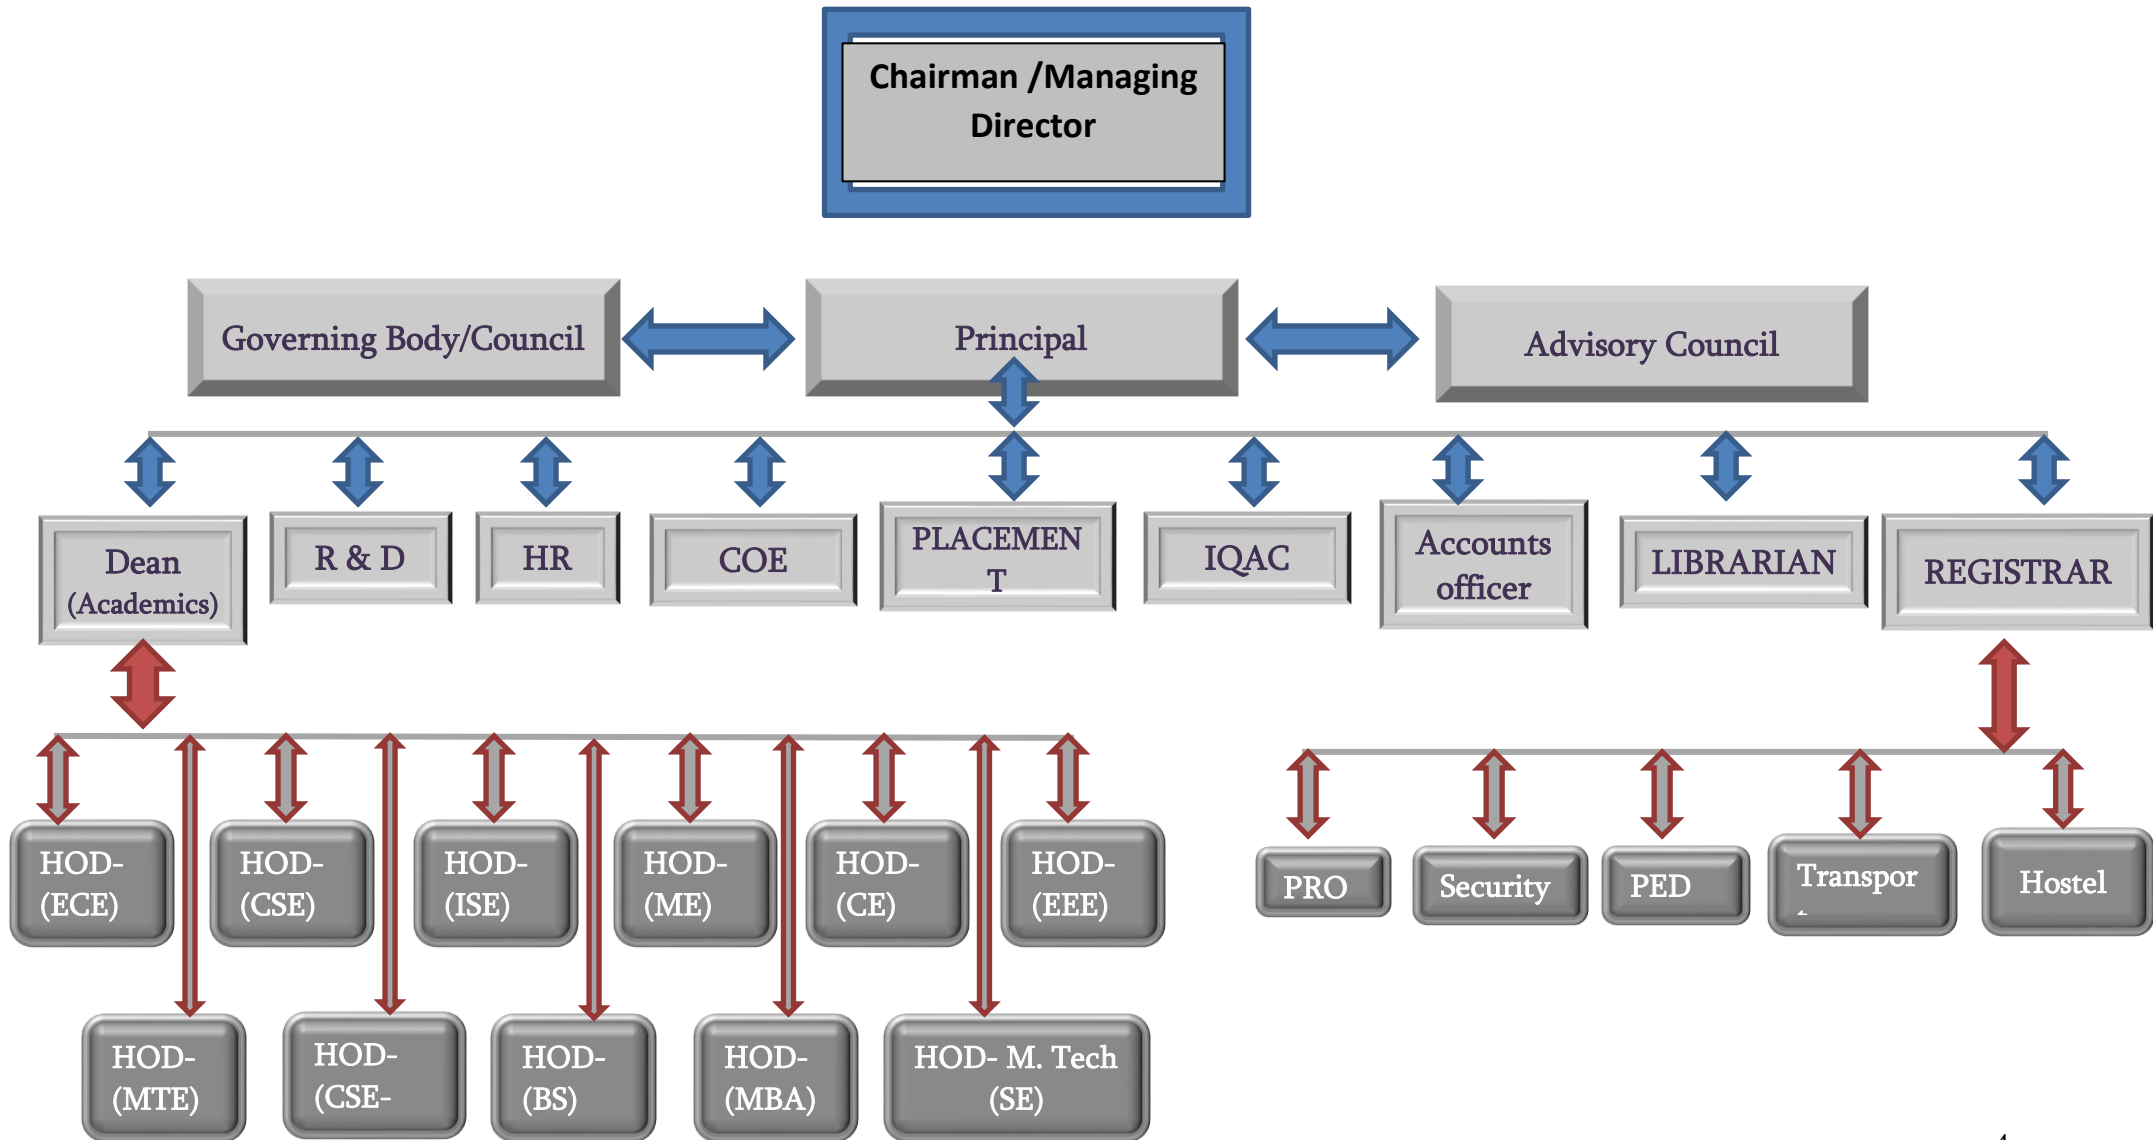 Chairman /Managing
Director
Governing Body/Council
Principal
Advisory Council
Dean
(Academics)
R & D
HR
COE
PLACEMEN
T
IQAC
Accounts
officer
LIBRARIAN
REGISTRAR
HOD-
(ECE)
HOD-
(CSE)
HOD-
(ISE)
HOD-
(ME)
HOD-
(CE)
HOD-
(EEE)
PRO
Security
PED
Transpor
Hostel
HOD-
(MTE)
HOD-
(CSE-
HOD-
(BS)
HOD-
(MBA)
HOD- M. Tech
(SE)